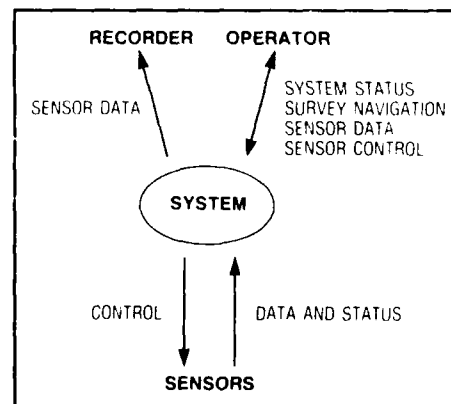 RECORDER OPERATOR
SENSOR DATA
SYSTEM STATUS
SURVEY NAVIGATION
SENSOR DATA
SENSOR CONTROL
SYSTEM
CONTROL
DATA AND STATUS
SENSORS